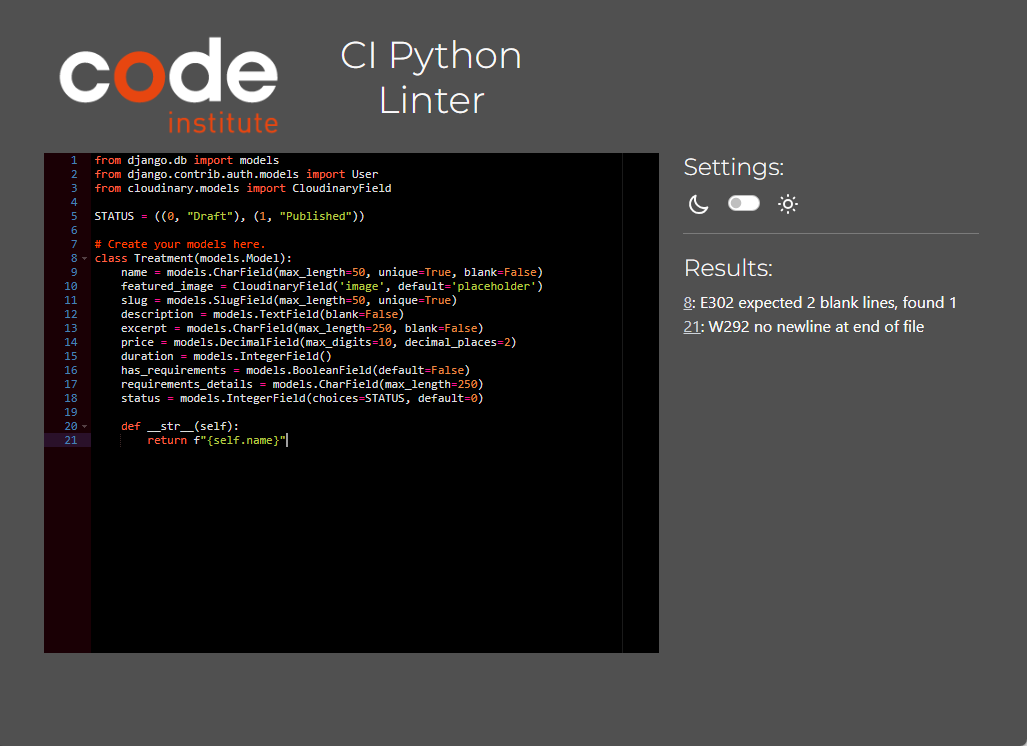 code
institute
CI Python
Linter
1 from django.db import models
2 from django.contrib.auth.models import User
3 from cloudinary.models import CloudinaryField
4
5 STATUS = ((0, "Draft"), (1, "Published"))
6
7 # Create your models here.
8 class Treatment(models.Model):
9     name = models.CharField(max_length=50, unique=True, blank=False)
10     featured_image = CloudinaryField('image', default='placeholder')
11     slug = models.SlugField(max_length=50, unique=True)
12     description = models.TextField(blank=False)
13     excerpt = models.CharField(max_length=250, blank=False)
14     price = models.DecimalField(max_digits=10, decimal_places=2)
15     duration = models.IntegerField()
16     has_requirements = models.BooleanField(default=False)
17     requirements_details = models.CharField(max_length=250)
18     status = models.IntegerField(choices=STATUS, default=0)
19
20     def __str__(self):
21         return f"{self.name}"
Settings:
Results:
8: E302 expected 2 blank lines, found 1
21: W292 no newline at end of file